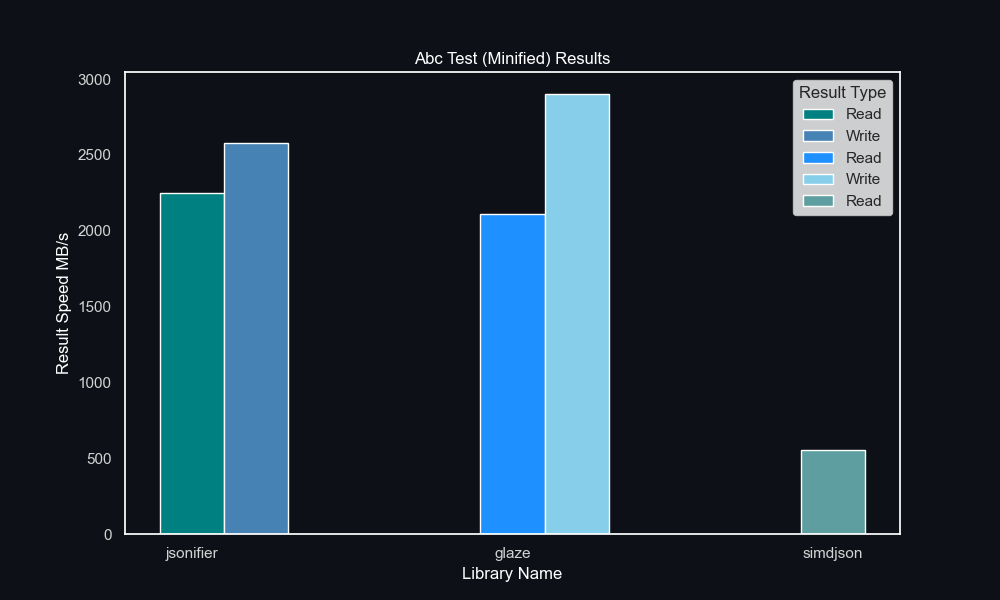 Abc Test (Minified) Results
3000
2500
2000
1500
1000
500
0
Result Speed MB/s
Result Type
Read
Write
Read
Write
Read
jsonifier
glaze
simdjson
Library Name